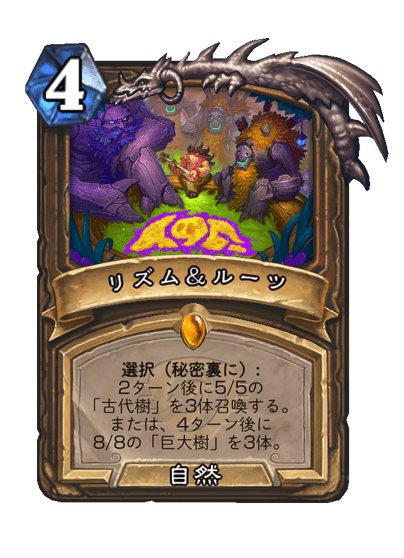 4
リズム＆ルーツ
選択（秘密裏に）:
2ターン後に5/5の
「古代樹」を3体召喚する。
または、4ターン後に
8/8の「巨大樹」を3体。
自然